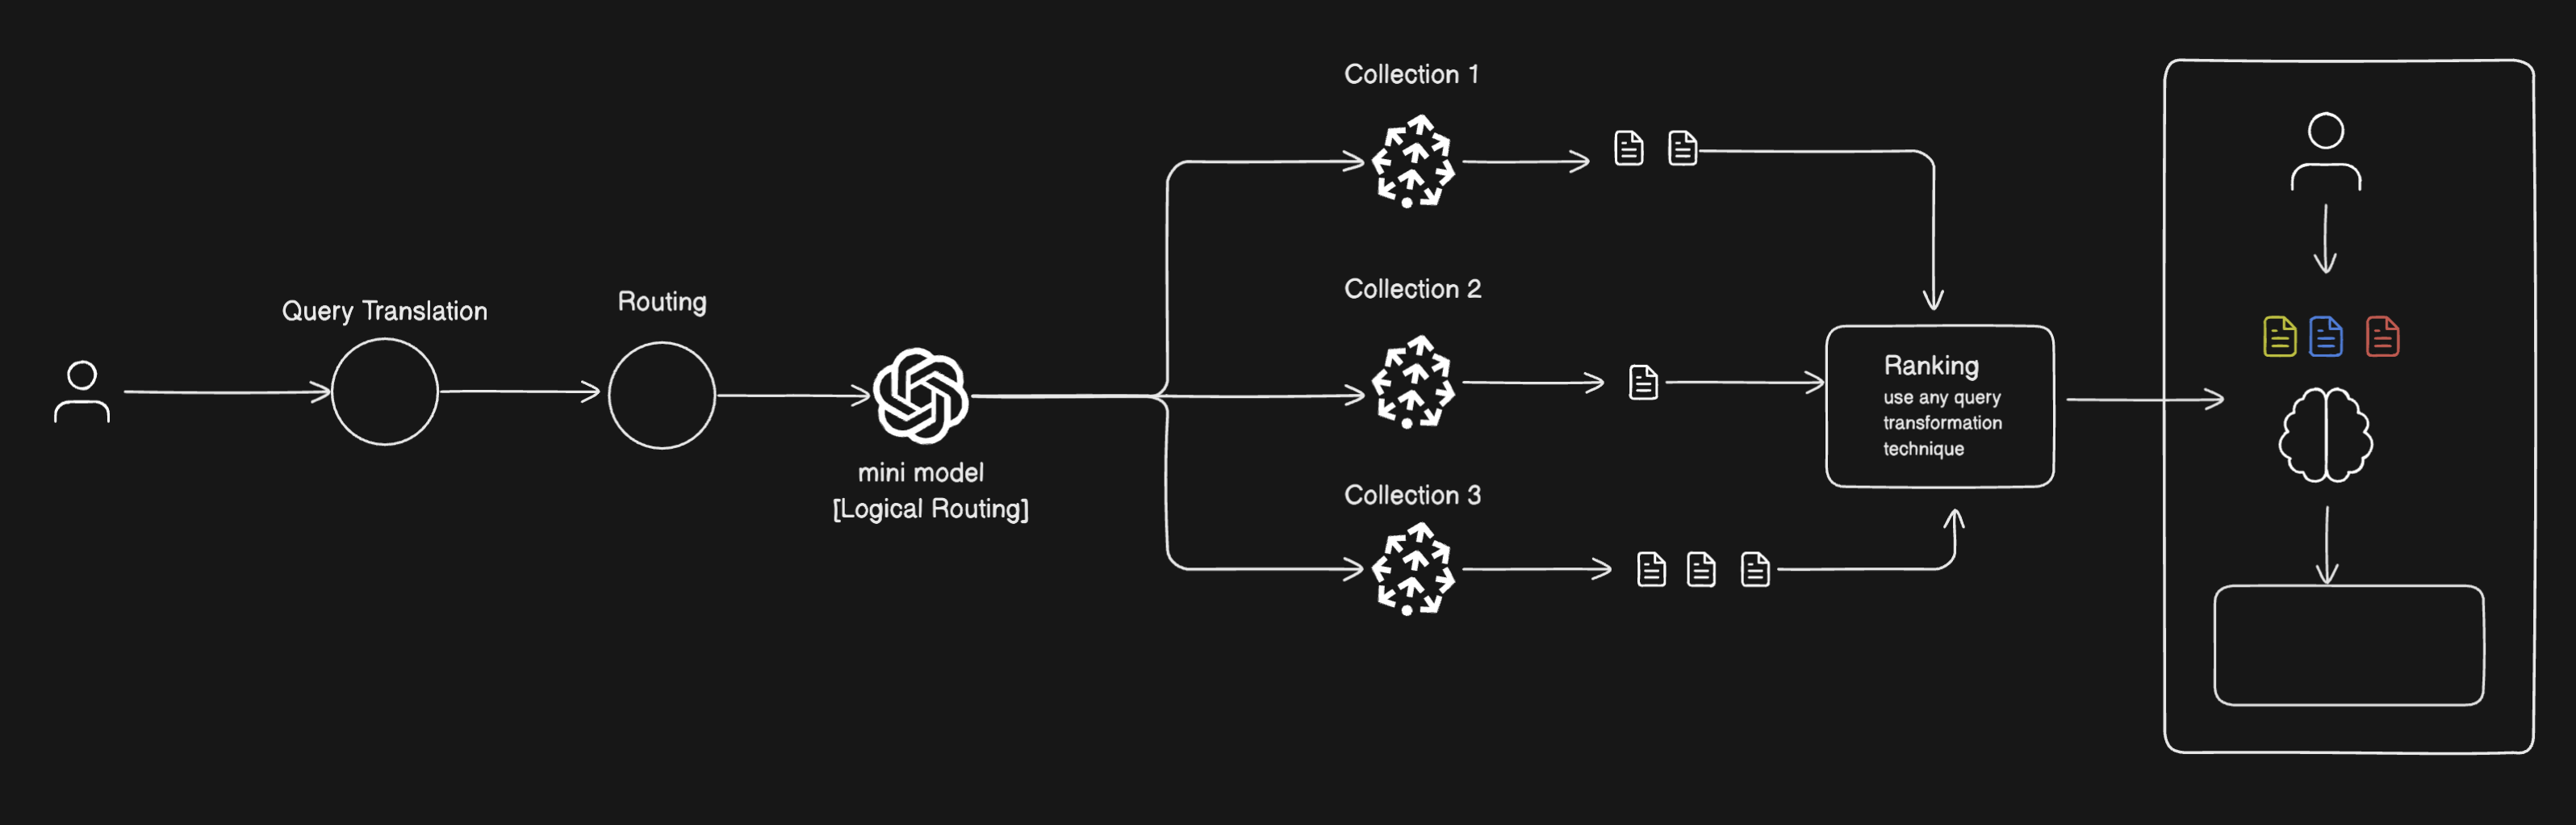 Query Translation
Routing
mini model
[Logical Routing]
Collection 1
Collection 2
Collection 3
Ranking
use any query
transformation
technique